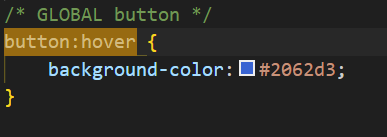 /* GLOBAL button */
button:hover {
    background-color: #2062d3;
}